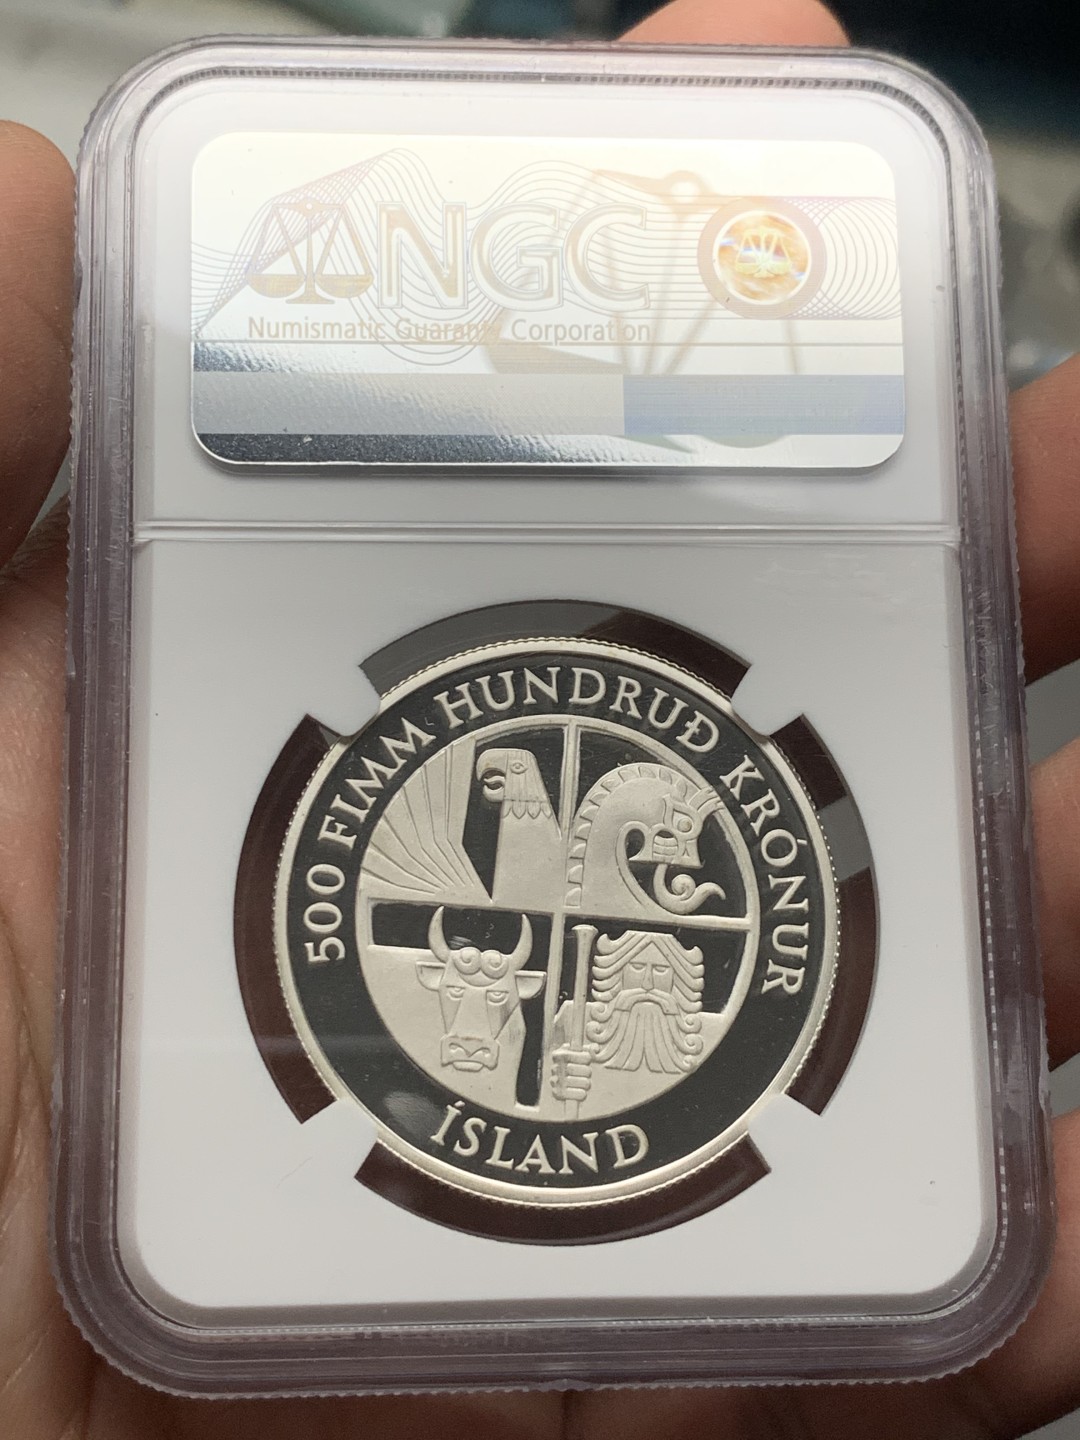 NGC
Numismatic Guaranty Corporation
500 FIMM HUNDRUÐ KRÓNUR
ÍSLAND